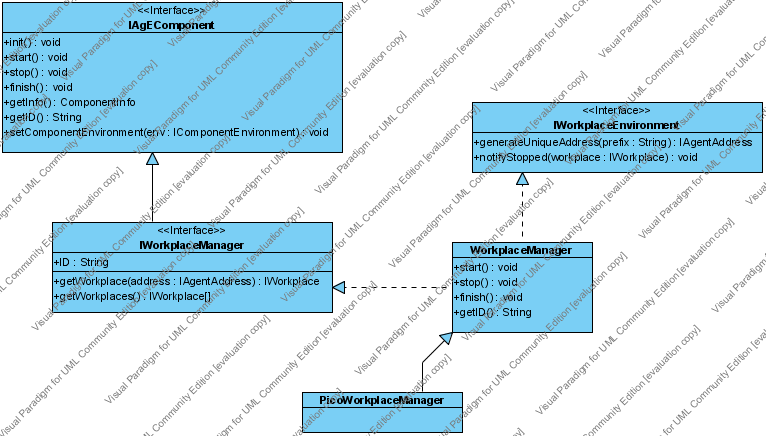 <<Interface>>
IAgEComponent
+init() : void
+start() : void
+stop() : void
+finish() : void
+getInfo() : ComponentInfo
+getID() : String
+setComponentEnvironment(env : IComponentEnvironment) : void
<<Interface>>
IWorkplaceEnvironment
+generateUniqueAddress(prefix : String) : IAgentAddress
+notifyStopped(workplace : IWorkplace) : void
<<Interface>>
IWorkplaceManager
+ID : String
+getWorkplace(address : IAgentAddress) : IWorkplace
+getWorkplaces() : IWorkplace[]
WorkplaceManager
+start() : void
+stop() : void
+finish() : void
+getID() : String
PicoWorkplaceManager
Visual Paradigm for UML Community Edition [evaluation copy]